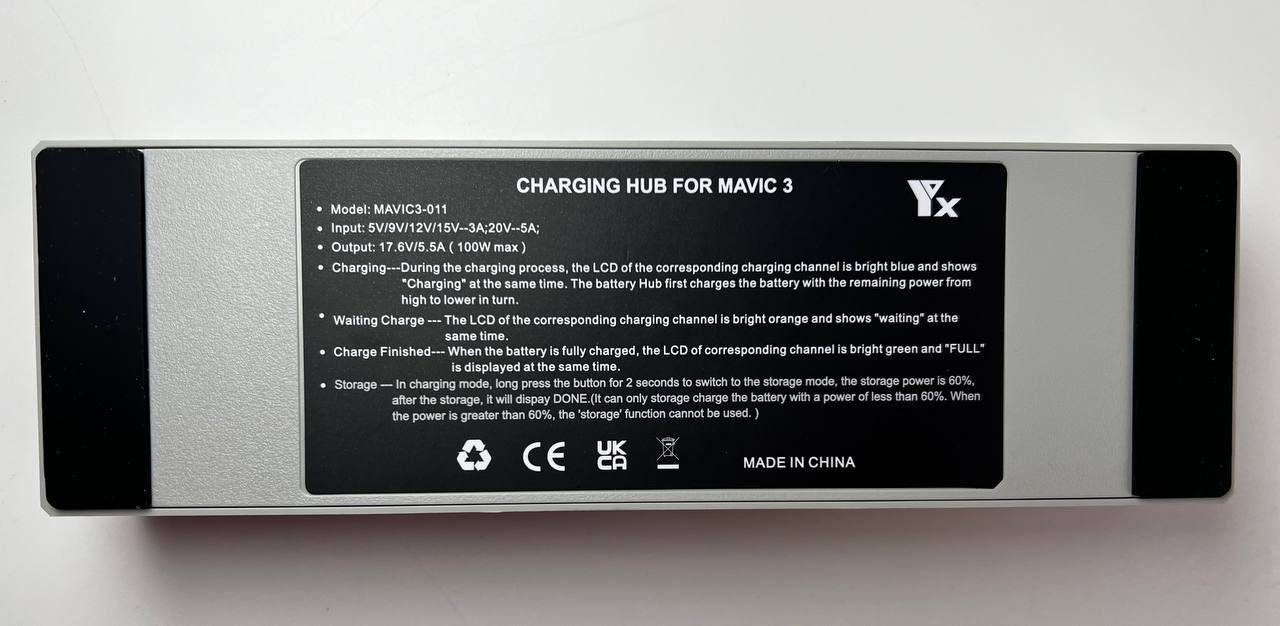 CHARGING HUB FOR MAVIC 3
Yx
• Model: MAVIC3-011
• Input: 5V/9V/12V/15V--3A;20V--5A;
• Output: 17.6V/5.5A ( 100W max )
• Charging---During the charging process, the LCD of the corresponding charging channel is bright blue and shows
"Charging" at the same time. The battery Hub first charges the battery with the remaining power from
high to lower in turn.
• Waiting Charge --- The LCD of the corresponding charging channel is bright orange and shows "waiting" at the
same time.
• Charge Finished--- When the battery is fully charged, the LCD of corresponding channel is bright green and "FULL"
is displayed at the same time.
• Storage --- In charging mode, long press the button for 2 seconds to switch to the storage mode, the storage power is 60%,
after the storage, it will dispay DONE.(It can only storage charge the battery with a power of less than 60%. When
the power is greater than 60%, the 'storage' function cannot be used. )
CE
UK
CA
MADE IN CHINA